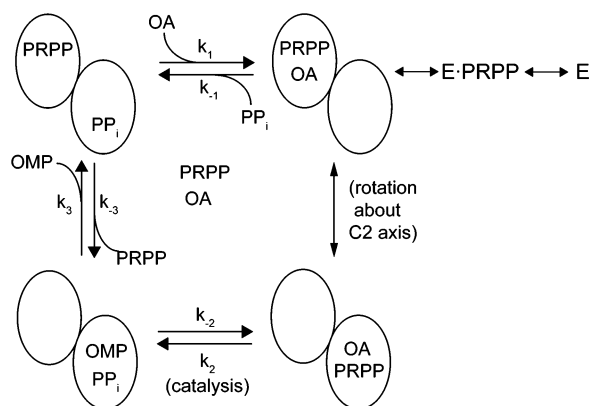 OA
PRPP
k₁
PRPP
OA
E·PRPP
E
k₋₁
PPᵢ
PPᵢ
OMP
k₃
k₋₃
PRPP
PRPP
OA
(rotation
about
C2 axis)
OMP
PPᵢ
k₋₂
k₂
(catalysis)
OA
PRPP